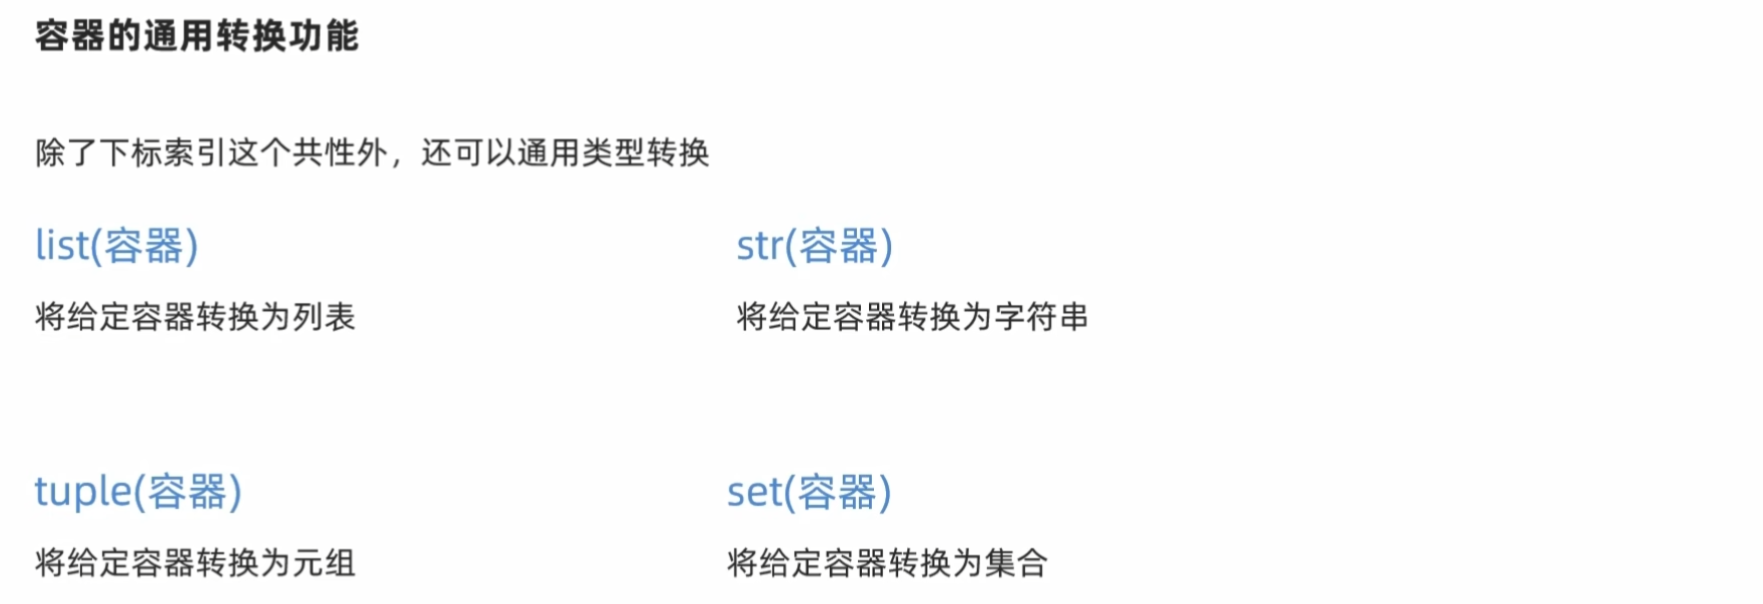 容器的通用转换功能
除了下标索引这个共性外，还可以通用类型转换
list(容器)
将给定容器转换为列表
str(容器)
将给定容器转换为字符串
tuple(容器)
将给定容器转换为元组
set(容器)
将给定容器转换为集合